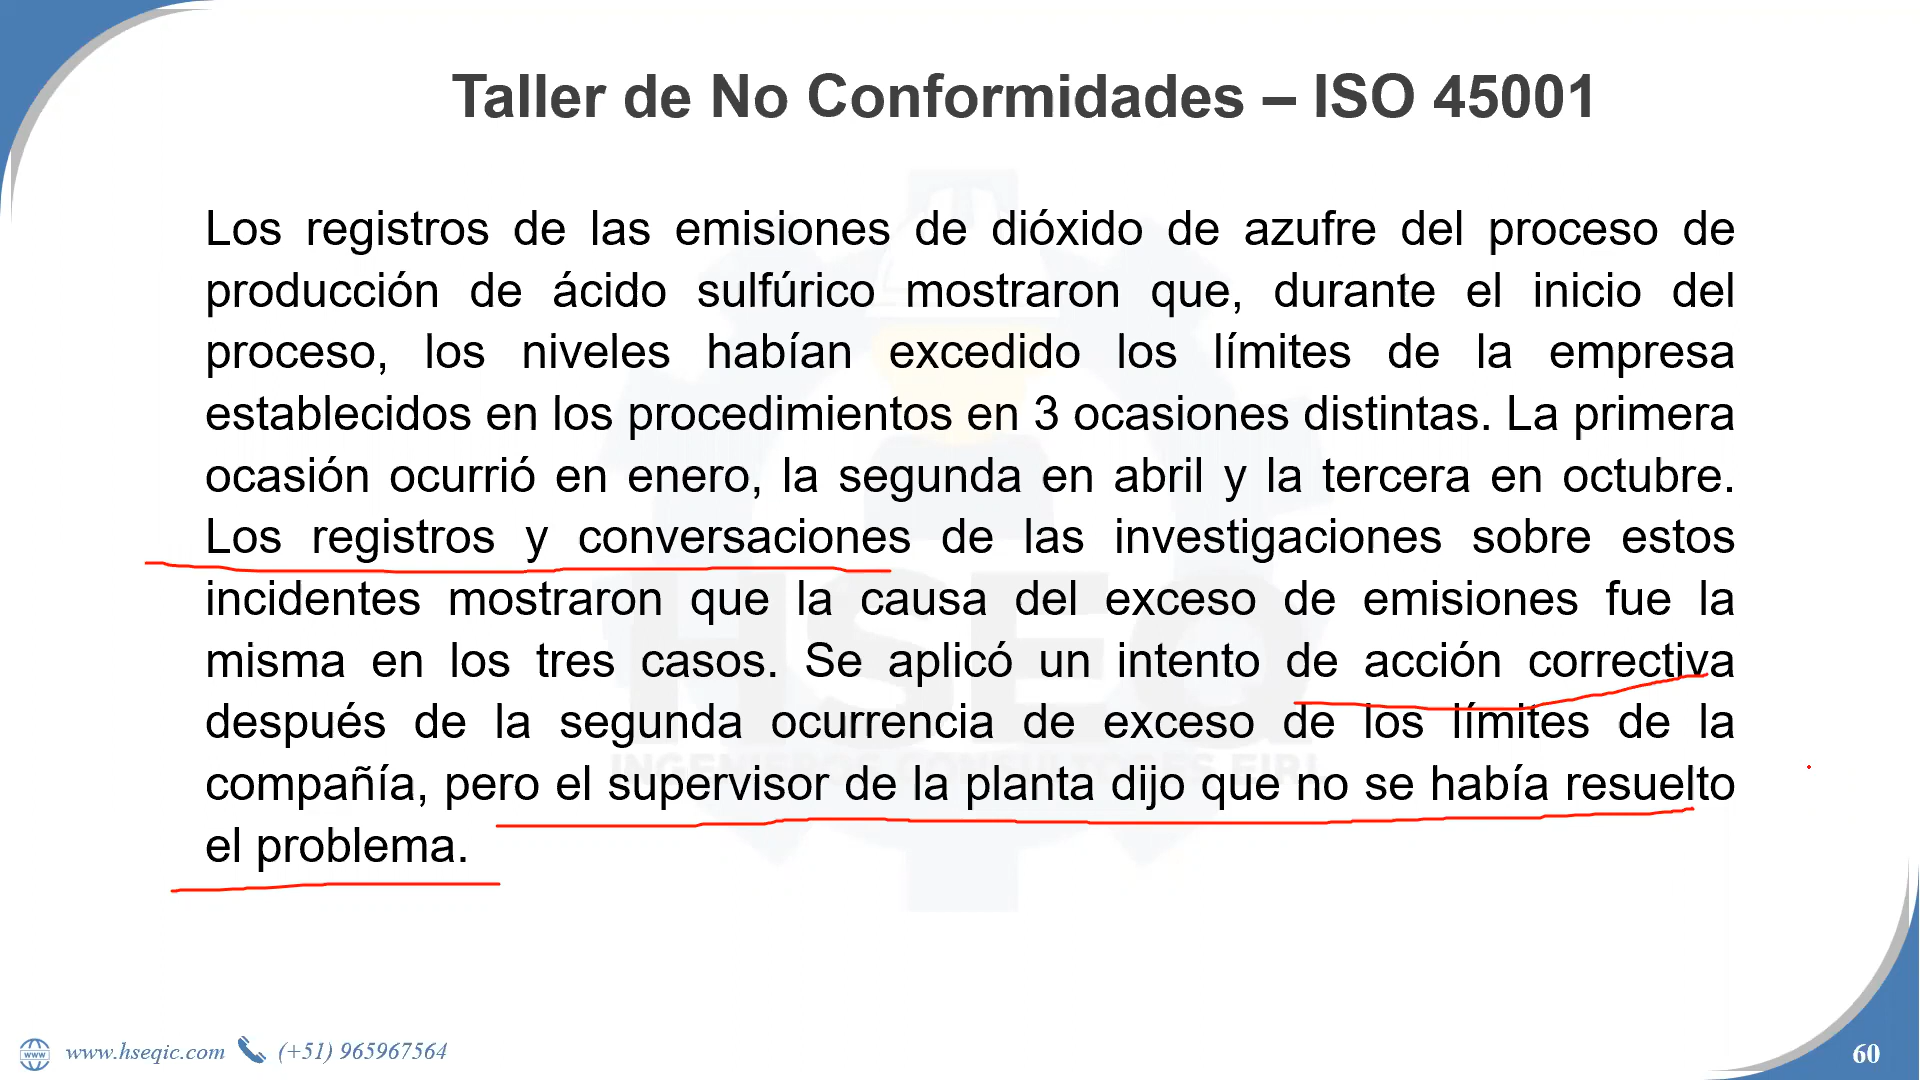 Taller de No Conformidades – ISO 45001
Los registros de las emisiones de dióxido de azufre del proceso de
producción de ácido sulfúrico mostraron que, durante el inicio del
proceso, los niveles habían excedido los límites de la empresa
establecidos en los procedimientos en 3 ocasiones distintas. La primera
ocasión ocurrió en enero, la segunda en abril y la tercera en octubre.
Los registros y conversaciones de las investigaciones sobre estos
incidentes mostraron que la causa del exceso de emisiones fue la
misma en los tres casos. Se aplicó un intento de acción correctiva
después de la segunda ocurrencia de exceso de los límites de la
compañía, pero el supervisor de la planta dijo que no se había resuelto
el problema.
HSEQ
INGENIEROS CONSULTORES EIRL
www
www.hseqic.com (+51) 965967564
60